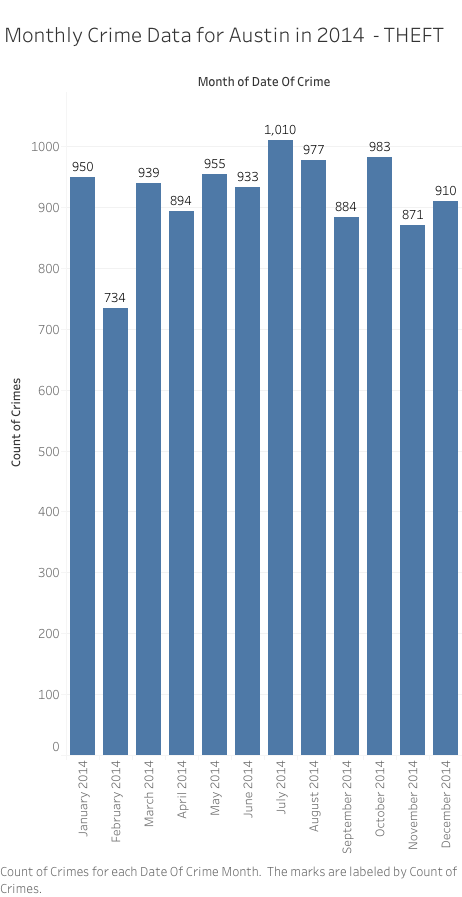 Monthly Crime Data for Austin in 2014 - THEFT
Month of Date Of Crime
Count of Crimes
1000
900
800
700
600
500
400
300
200
100
0
950
734
939
894
955
933
1,010
977
884
983
871
910
January 2014
February 2014
March 2014
April 2014
May 2014
June 2014
July 2014
August 2014
September 2014
October 2014
November 2014
December 2014
Count of Crimes for each Date Of Crime Month. The marks are labeled by Count of
Crimes.